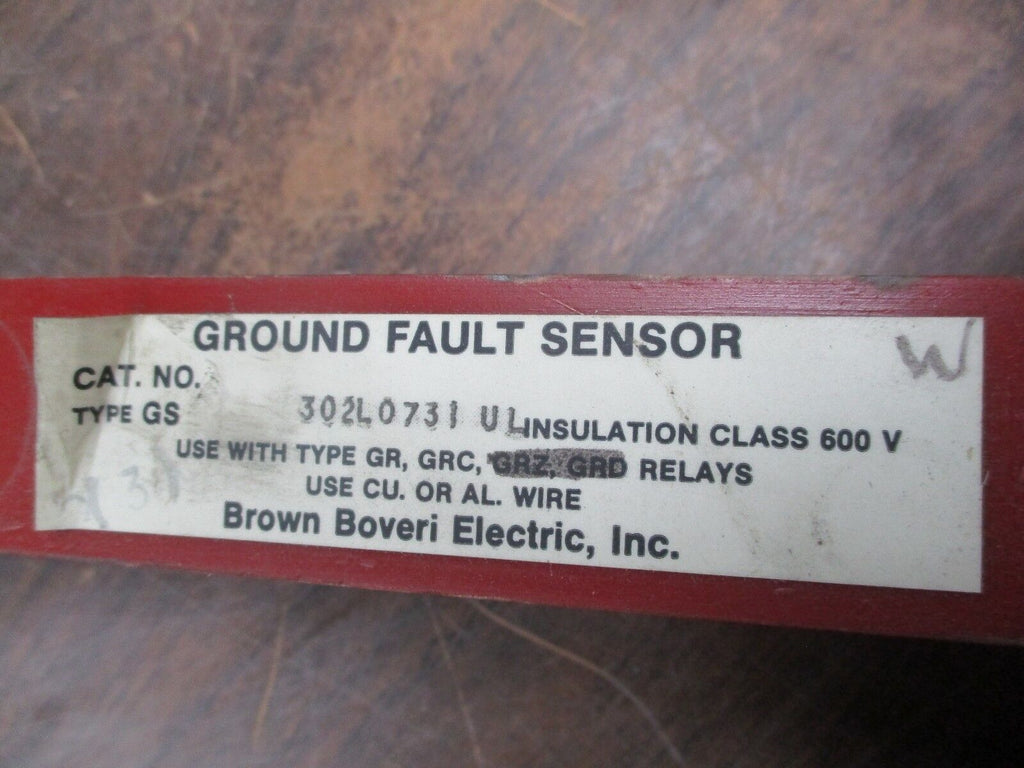 GROUND FAULT SENSOR
W
CAT. NO.
TYPE GS 302L0731 UL INSULATION CLASS 600 V
USE WITH TYPE GR, GRC, GRZ, GRD RELAYS
USE CU. OR AL. WIRE
Brown Boveri Electric, Inc.